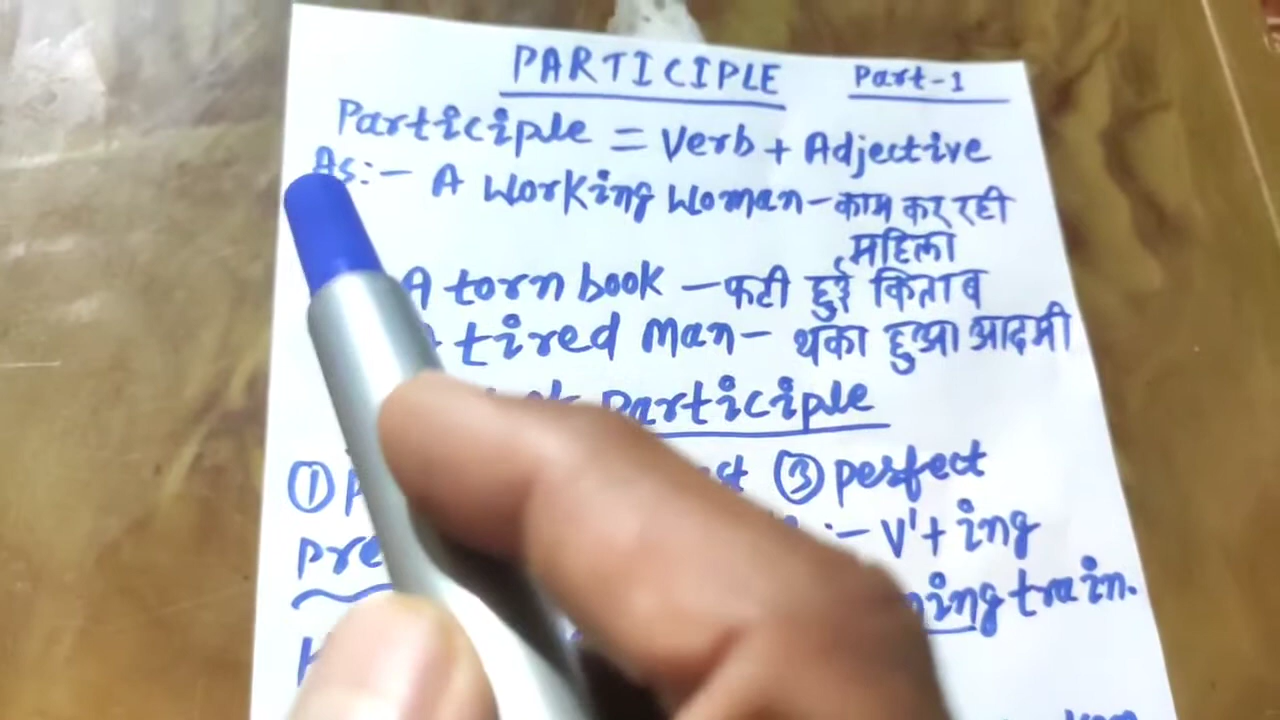 PARTICIPLE Part-1
Participle = Verb + Adjective
As:- A working woman - काम कर रही
महिला
A torn book - फटी हुई किताब
tired man - थका हुआ आदमी
Participle
① ③ perfect
:- V'+ ing
train.